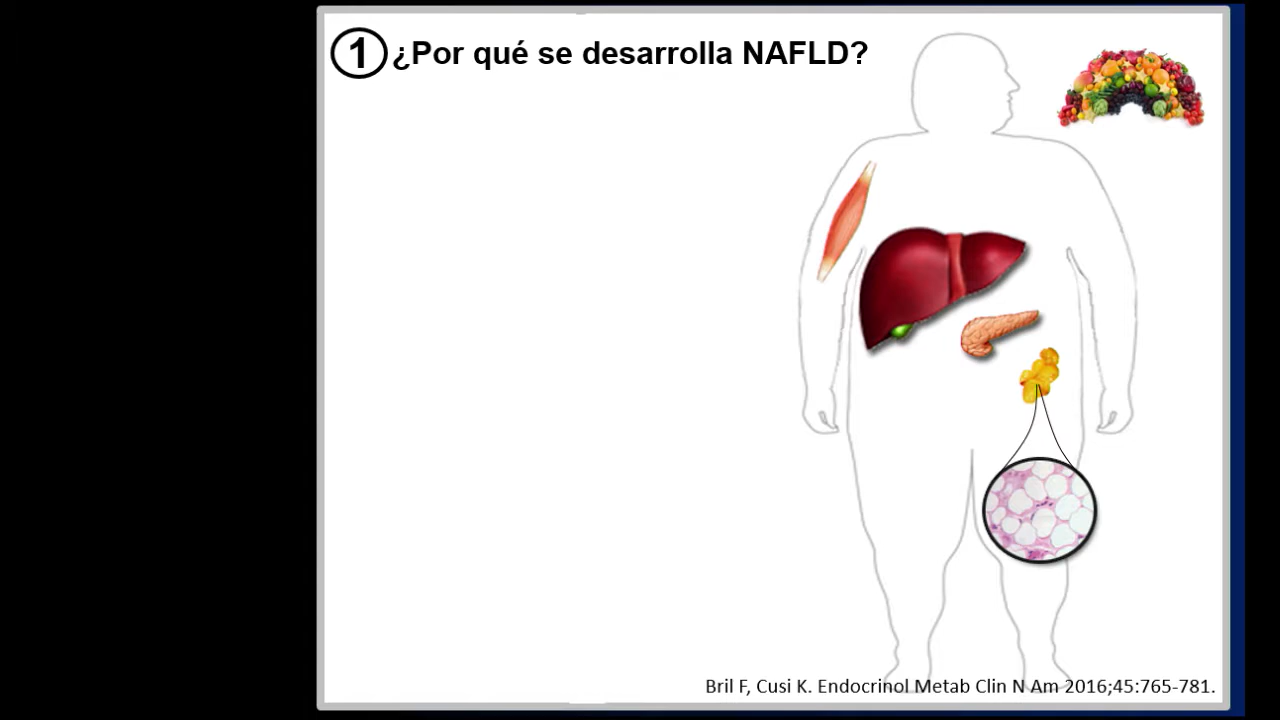 1 ¿Por qué se desarrolla NAFLD?
Bril F, Cusi K. Endocrinol Metab Clin N Am 2016;45:765-781.